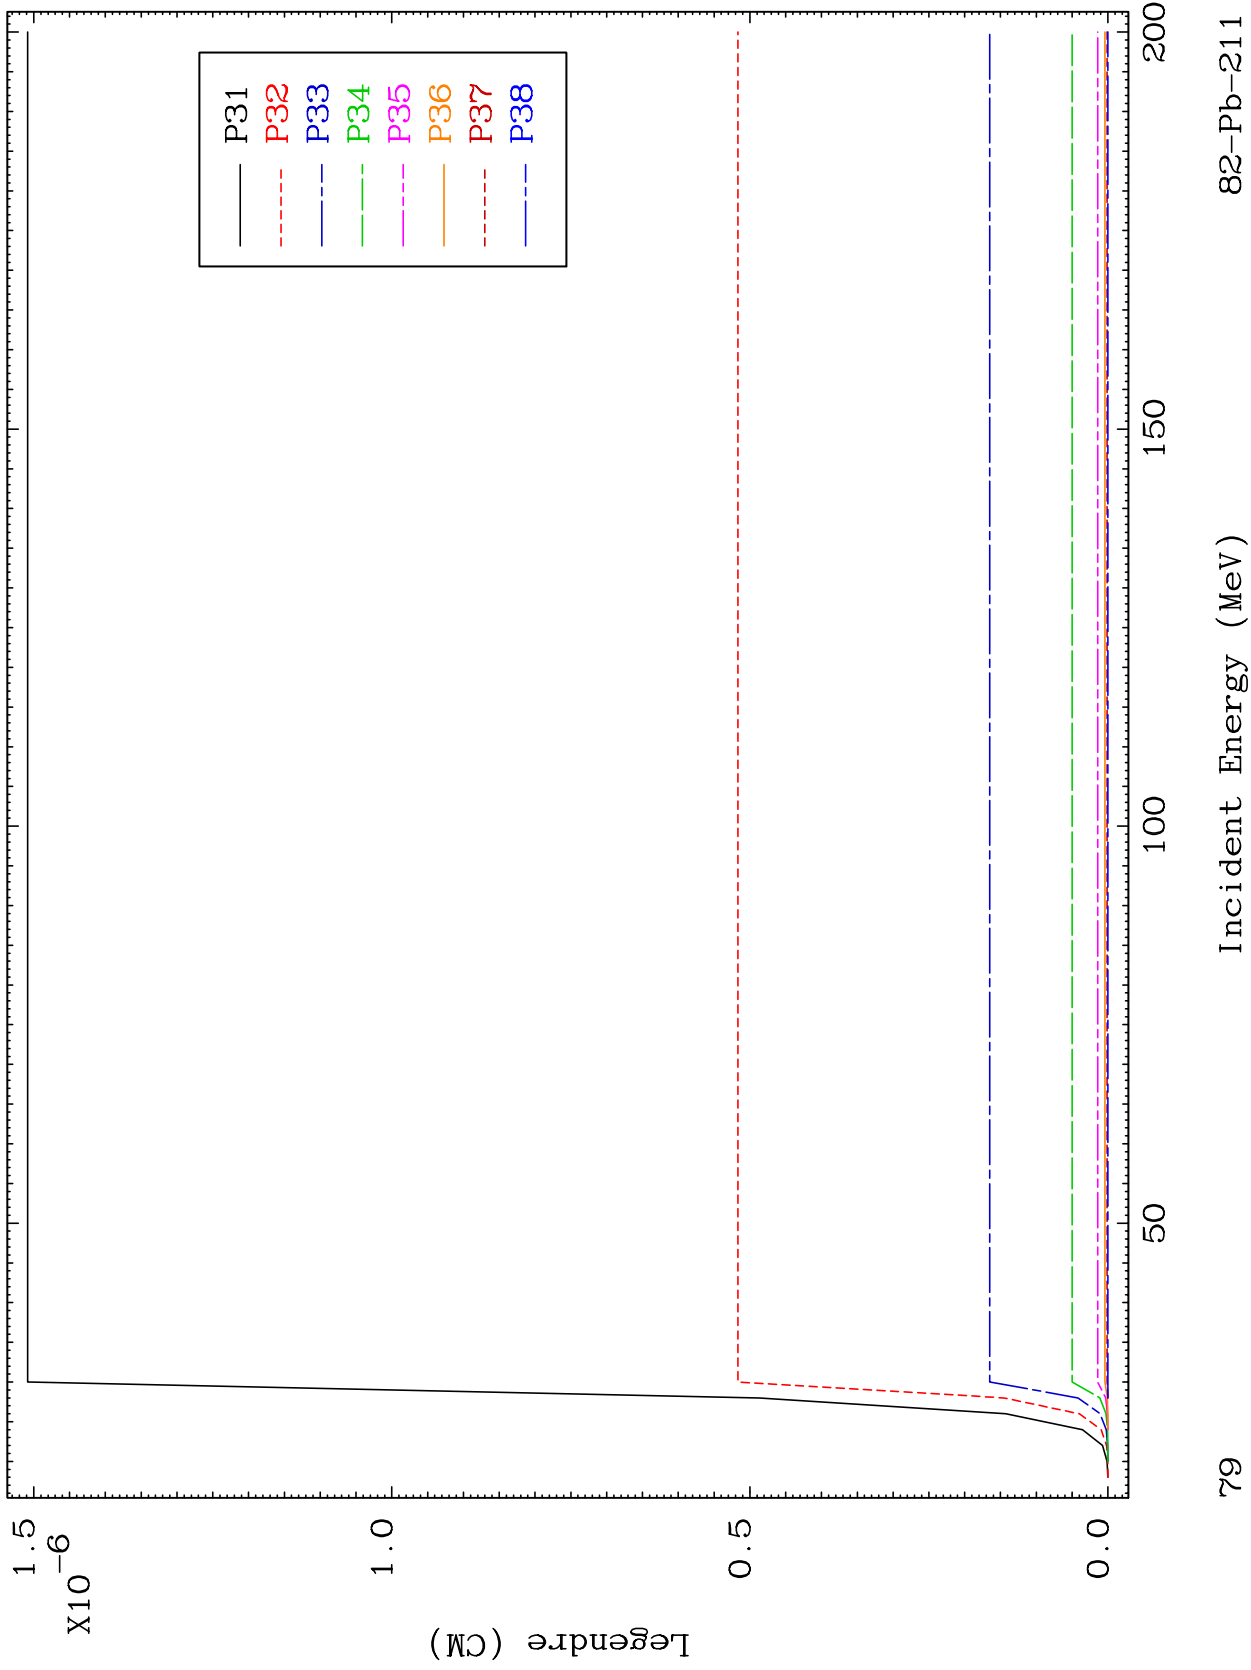 Legendre (CM)
X10
-6
1.5
1.0
0.5
0.0
P31
P32
P33
P34
P35
P36
P37
P38
50
100
150
200
79
Incident Energy (MeV)
82-Pb-211